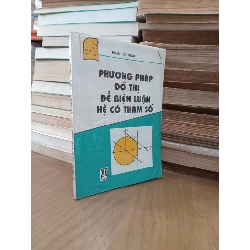 PHƯƠNG PHÁP
ĐỒ THỊ
ĐỂ BIỆN LUẬN
HỆ CÓ THAM SỐ